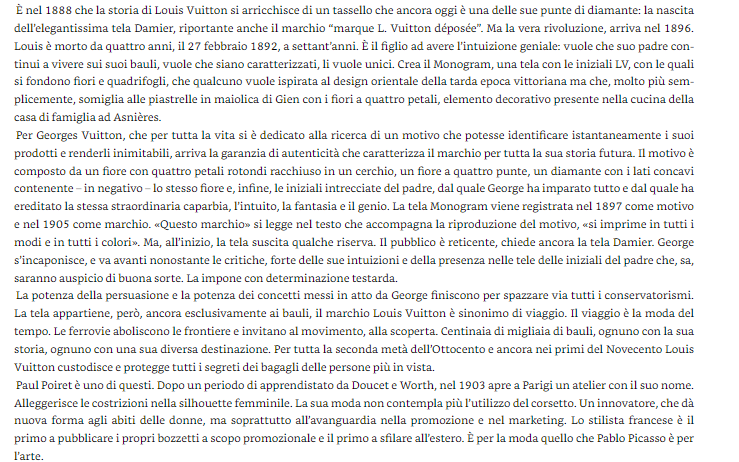 È nel 1888 che la storia di Louis Vuitton si arricchisce di un tassello che ancora oggi è una delle sue punte di diamante: la nascita
dell'elegantissima tela Damier, riportante anche il marchio “marque L. Vuitton déposée”. Ma la vera rivoluzione, arriva nel 1896.
Louis è morto da quattro anni, il 27 febbraio 1892, a settant'anni. È il figlio ad avere l'intuizione geniale: vuole che suo padre con-
tinui a vivere sui suoi bauli, vuole che siano caratterizzati, li vuole unici. Crea il Monogram, una tela con le iniziali LV, con le quali
si fondono fiori e quadrifogli, che qualcuno vuole ispirata al design orientale della tarda epoca vittoriana ma che, molto più sem-
plicemente, somiglia alle piastrelle in maiolica di Gien con i fiori a quattro petali, elemento decorativo presente nella cucina della
casa di famiglia ad Asnières.
Per Georges Vuitton, che per tutta la vita si è dedicato alla ricerca di un motivo che potesse identificare istantaneamente i suoi
prodotti e renderli inimitabili, arriva la garanzia di autenticità che caratterizza il marchio per tutta la sua storia futura. Il motivo è
composto da un fiore con quattro petali rotondi racchiuso in un cerchio, un fiore a quattro punte, un diamante con i lati concavi
contenente – in negativo – lo stesso fiore e, infine, le iniziali intrecciate del padre, dal quale George ha imparato tutto e dal quale ha
ereditato la stessa straordinaria caparbia, l'intuito, la fantasia e il genio. La tela Monogram viene registrata nel 1897 come motivo
e nel 1905 come marchio. «Questo marchio» si legge nel testo che accompagna la riproduzione del motivo, «si imprime in tutti i
modi e in tutti i colori». Ma, all'inizio, la tela suscita qualche riserva. Il pubblico è reticente, chiede ancora la tela Damier. George
s'incaponisce, e va avanti nonostante le critiche, forte delle sue intuizioni e della presenza nelle tele delle iniziali del padre che, sa,
saranno auspicio di buona sorte. La impone con determinazione testarda.
La potenza della persuasione e la potenza dei concetti messi in atto da George finiscono per spazzare via tutti i conservatorismi.
La tela appartiene, però, ancora esclusivamente ai bauli, il marchio Louis Vuitton è sinonimo di viaggio. Il viaggio è la moda del
tempo. Le ferrovie aboliscono le frontiere e invitano al movimento, alla scoperta. Centinaia di migliaia di bauli, ognuno con la sua
storia, ognuno con una sua diversa destinazione. Per tutta la seconda metà dell'Ottocento e ancora nei primi del Novecento Louis
Vuitton custodisce e protegge tutti i segreti dei bagagli delle persone più in vista.
Paul Poiret è uno di questi. Dopo un periodo di apprendistato da Doucet e Worth, nel 1903 apre a Parigi un atelier con il suo nome.
Alleggerisce le costrizioni nella silhouette femminile. La sua moda non contempla più l'utilizzo del corsetto. Un innovatore, che dà
nuova forma agli abiti delle donne, ma soprattutto all'avanguardia nella promozione e nel marketing. Lo stilista francese è il
primo a pubblicare i propri bozzetti a scopo promozionale e il primo a sfilare all'estero. È per la moda quello che Pablo Picasso è per
l'arte.